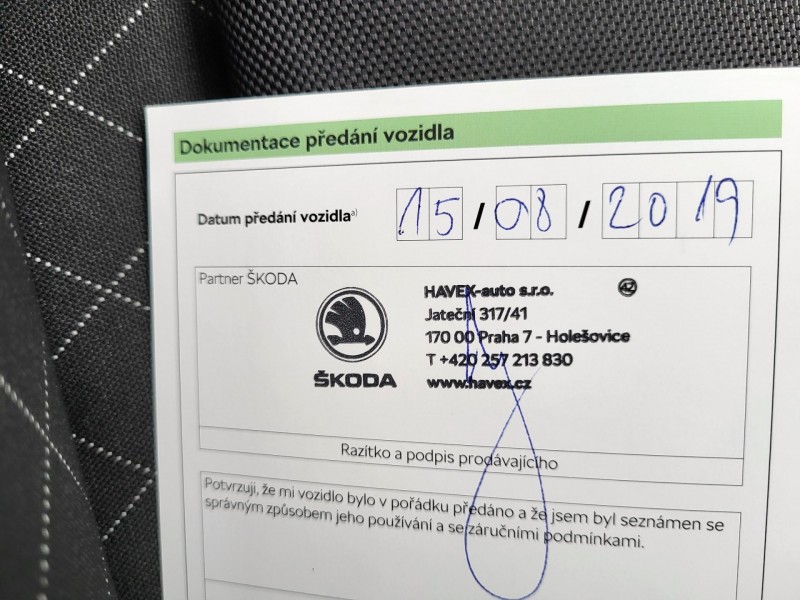 Dokumentace předání vozidla
Datum předání vozidlaa) 15/08/2019
Partner ŠKODA
HAVEX-auto s.r.o. 42
Jateční 317/41
170 00 Praha 7 - Holešovice
T +420 257 213 830
www.havex.cz
ŠKODA
Razítko a podpis prodávajícího
Potvrzuji, že mi vozidlo bylo v pořádku předáno a že jsem byl seznámen se
správným způsobem jeho používání a se záručními podmínkami.